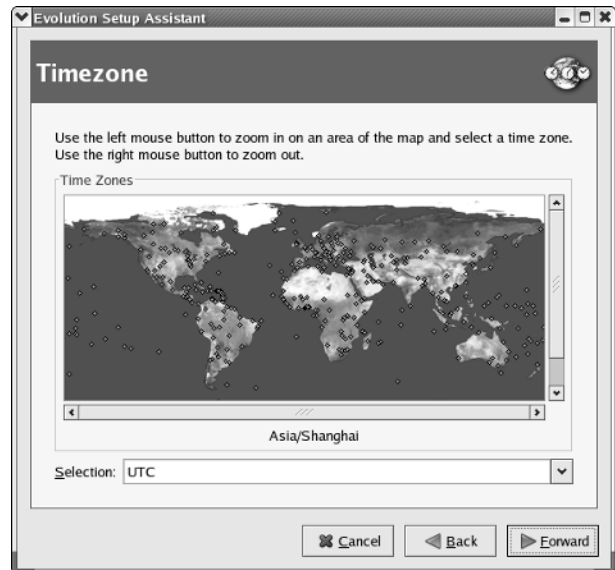 Evolution Setup Assistant
Timezone
Use the left mouse button to zoom in on an area of the map and select a time zone.
Use the right mouse button to zoom out.
Time Zones
Asia/Shanghai
Selection: UTC
Cancel
Back
Forward